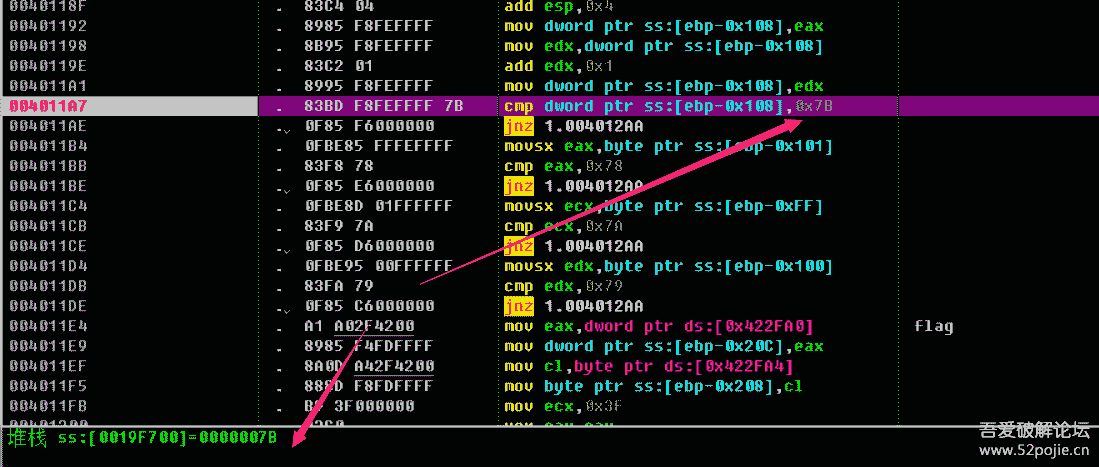 0040118F . 83C4 04 add esp,0x4
00401192 . 8985 F8FEFFFF mov dword ptr ss:[ebp-0x108],eax
00401198 . 8B95 F8FEFFFF mov edx,dword ptr ss:[ebp-0x108]
0040119E . 83C2 01 add edx,0x1
004011A1 . 8995 F8FEFFFF mov dword ptr ss:[ebp-0x108],edx
004011A7 . 83BD F8FEFFFF 7B cmp dword ptr ss:[ebp-0x108],0x7B
004011AE . 0F85 F6000000 jnz 1.004012AA
004011B4 . 0FBE85 FFFEFFFF movsx eax,byte ptr ss:[ebp-0x101]
004011BB . 83F8 78 cmp eax,0x78
004011BE . 0F85 E6000000 jnz 1.004012AA
004011C4 . 0FBE8D 01FFFFFF movsx ecx,byte ptr ss:[ebp-0xFF]
004011CB . 83F9 7A cmp ecx,0x7A
004011CE . 0F85 D6000000 jnz 1.004012AA
004011D4 . 0FBE95 00FFFFFF movsx edx,byte ptr ss:[ebp-0x100]
004011DB . 83FA 79 cmp edx,0x79
004011DE . 0F85 C6000000 jnz 1.004012AA
004011E4 . A1 A02F4200 mov eax,dword ptr ds:[0x422FA0] flag
004011E9 . 8985 F4FDFFFF mov dword ptr ss:[ebp-0x20C],eax
004011EF . 8A0D A42F4200 mov cl,byte ptr ds:[0x422FA4]
004011F5 . 888D F8FDFFFF mov byte ptr ss:[ebp-0x208],cl
004011FB . B9 3F000000 mov ecx,0x3F
堆栈 ss:[0019F700]=0000007B
吾爱破解论坛
www.52pojie.cn